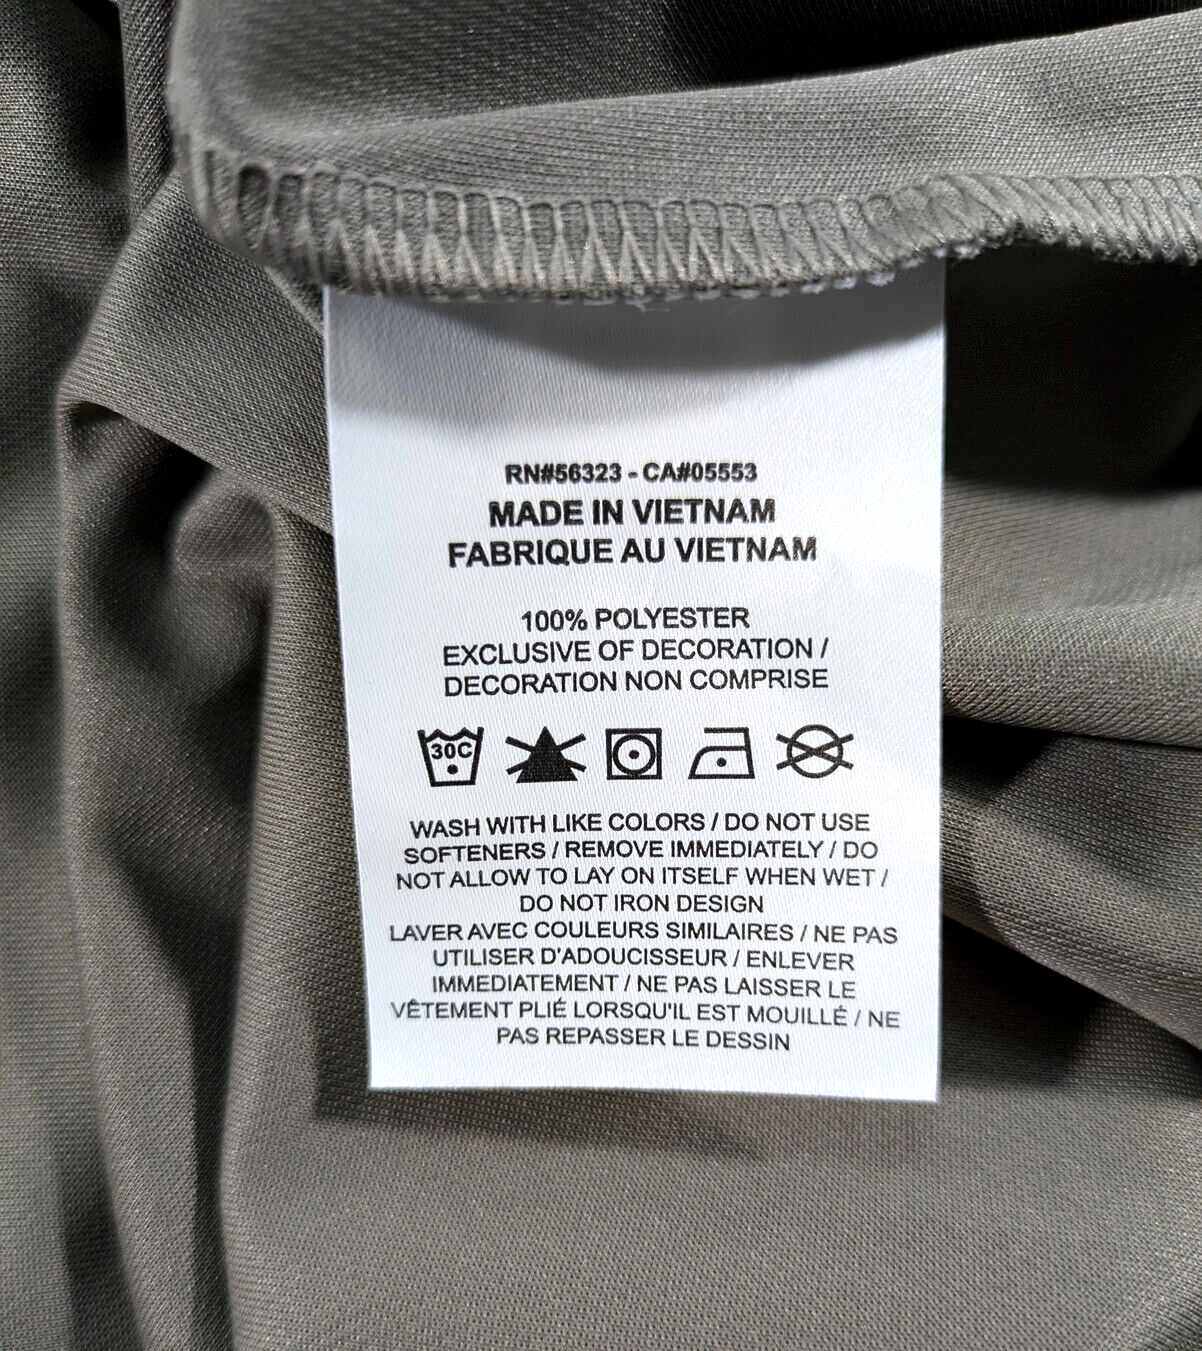 RN#56323 - CA#05553
MADE IN VIETNAM
FABRIQUE AU VIETNAM
100% POLYESTER
EXCLUSIVE OF DECORATION /
DECORATION NON COMPRISE
30C
WASH WITH LIKE COLORS / DO NOT USE
SOFTENERS / REMOVE IMMEDIATELY / DO
NOT ALLOW TO LAY ON ITSELF WHEN WET /
DO NOT IRON DESIGN
LAVER AVEC COULEURS SIMILAIRES / NE PAS
UTILISER D'ADOUCISSEUR / ENLEVER
IMMEDIATEMENT / NE PAS LAISSER LE
VÊTEMENT PLIÉ LORSQU'IL EST MOUILLÉ / NE
PAS REPASSER LE DESSIN